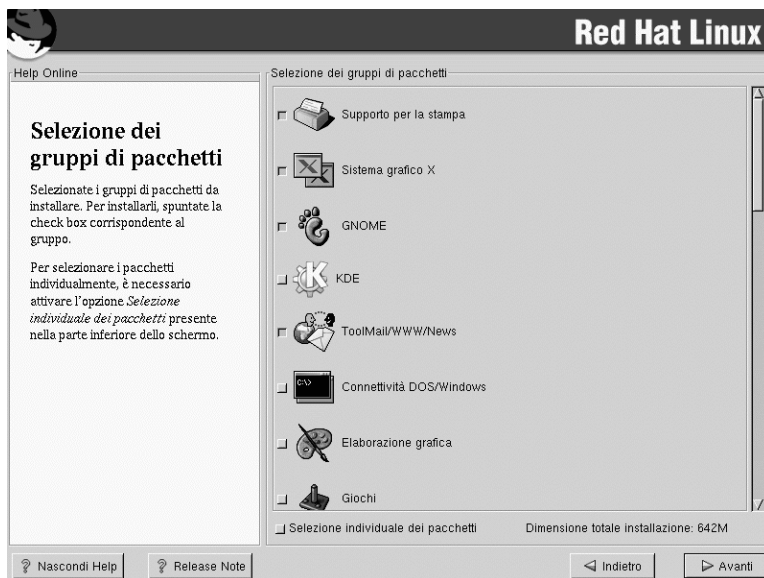 Red Hat Linux
Help Online
Selezione dei
gruppi di pacchetti
Selezionate i gruppi di pacchetti da
installare. Per installarli, spuntate la
check box corrispondente al
gruppo.
Per selezionare i pacchetti
individualmente, è necessario
attivare l'opzione Selezione
individuale dei pacchetti presente
nella parte inferiore dello schermo.
Selezione dei gruppi di pacchetti
Supporto per la stampa
Sistema grafico X
GNOME
KDE
ToolMail/WWW/News
C:\>
Connettività DOS/Windows
Elaborazione grafica
Giochi
Selezione individuale dei pacchetti
Dimensione totale installazione: 642M
Nascondi Help
Release Note
Indietro
Avanti